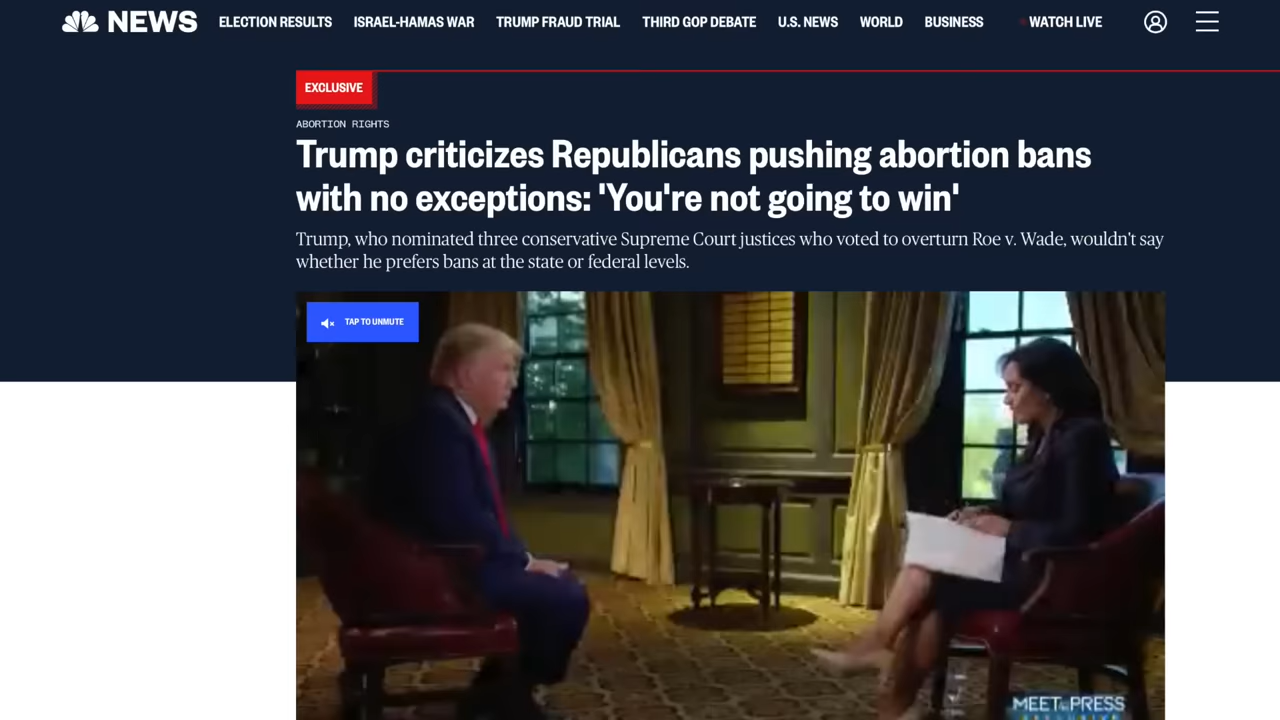 NEWS
ELECTION RESULTS
ISRAEL-HAMAS WAR
TRUMP FRAUD TRIAL
THIRD GOP DEBATE
U.S. NEWS
WORLD
BUSINESS
WATCH LIVE
EXCLUSIVE
ABORTION RIGHTS
Trump criticizes Republicans pushing abortion bans
with no exceptions: 'You're not going to win'
Trump, who nominated three conservative Supreme Court justices who voted to overturn Roe v. Wade, wouldn't say
whether he prefers bans at the state or federal levels.
TAP TO UNMUTE
MEET THE PRESS